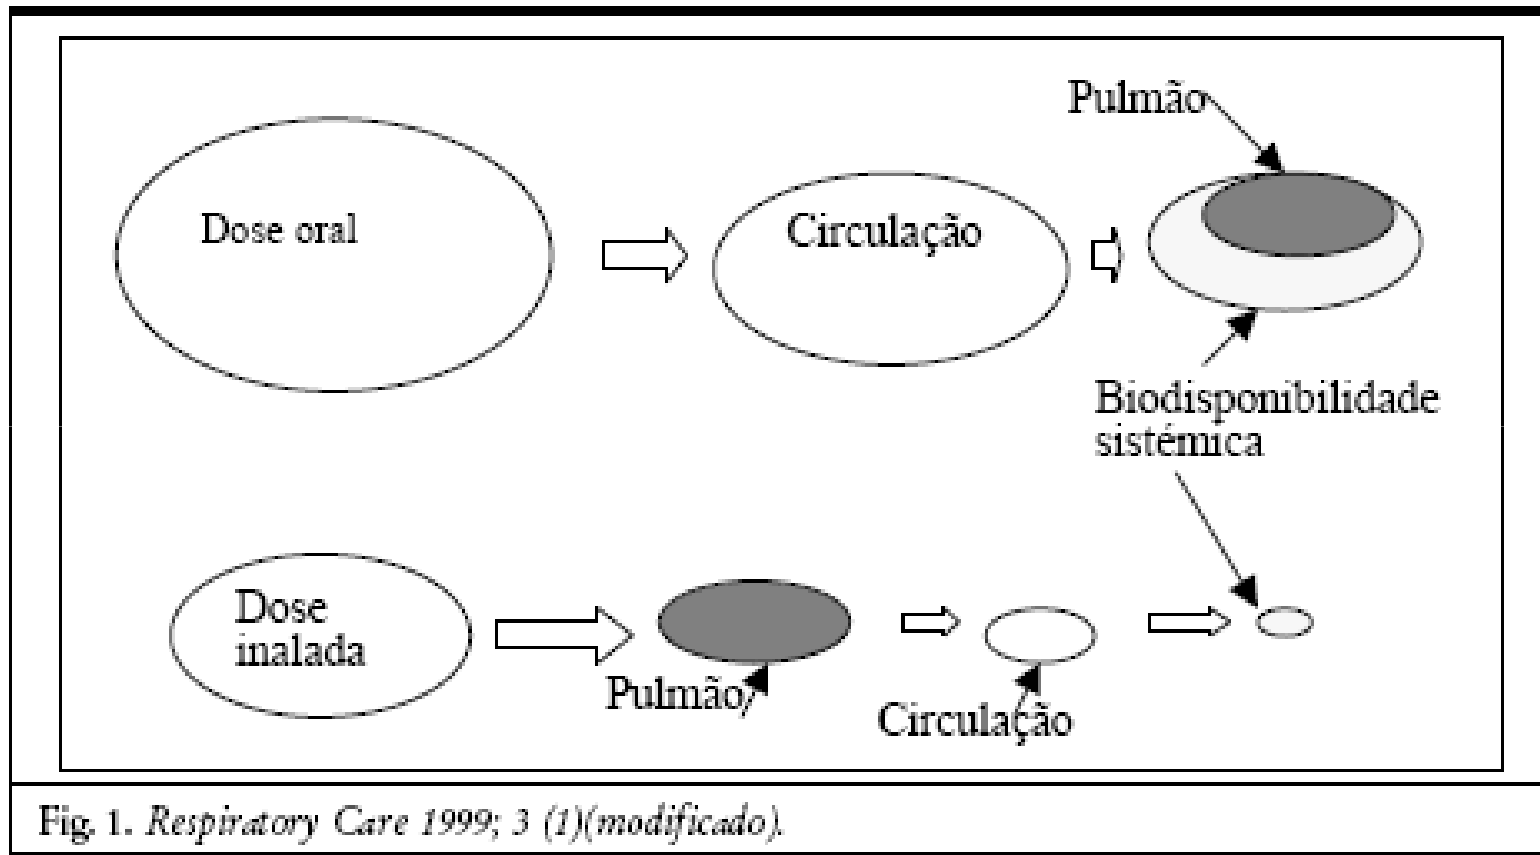 Pulmão
Dose oral
Circulação
Biodisponibilidade
sistémica
Dose
inalada
Pulmão
Circulação
Fig. 1. Respiratory Care 1999; 3 (1)(modificado).